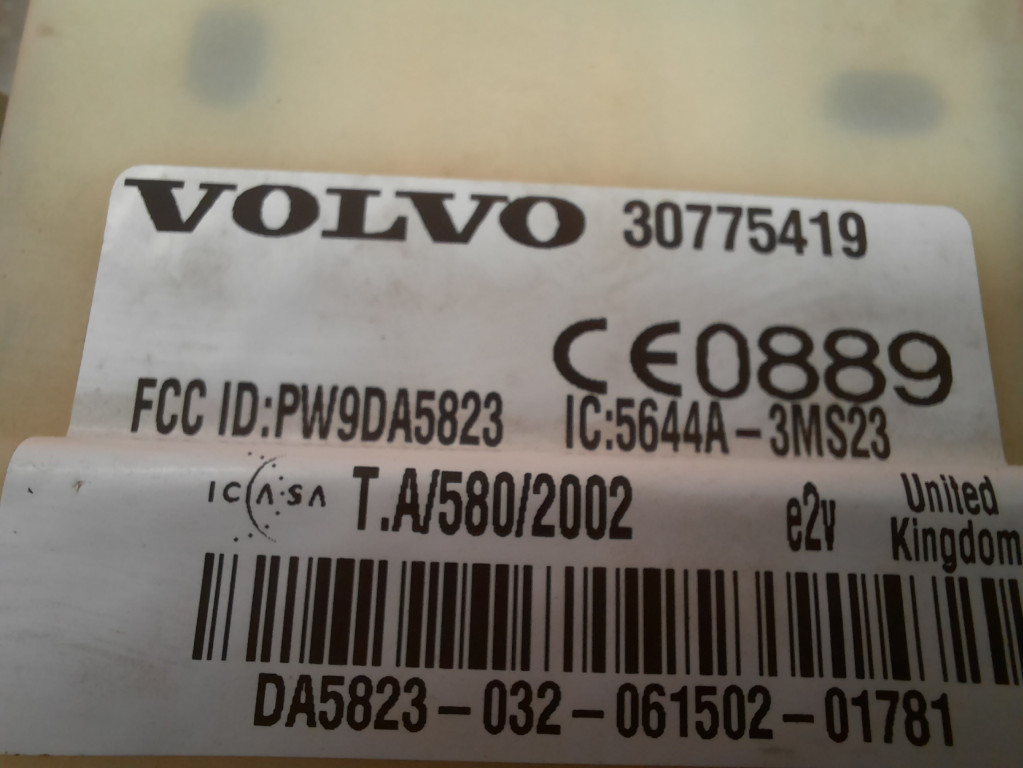 VOLVO 30775419
CE0889
FCC ID:PW9DA5823 IC:5644A-3MS23
ICASA T.A/580/2002 e2v United Kingdom
DA5823-032-061502-01781